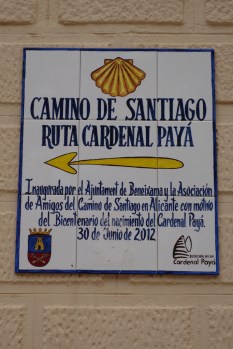 CAMINO DE SANTIAGO
RUTA CARDENAL PAYÁ
Inaugurada por el Ajuntament de Beneixama y la Asociación
de Amigos del Camino de Santiago en Alicante con motivo
del Bicentenario del nacimiento del Cardenal Payá.
30 de Junio de 2012
Cardenal Payá